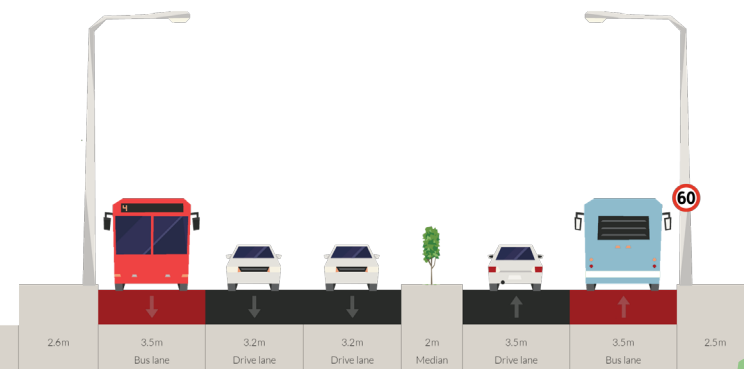 4
60
2.6m
3.5m
3.2m
3.2m
2m
3.5m
3.5m
2.5m
Bus lane
Drive lane
Drive lane
Median
Drive lane
Bus lane